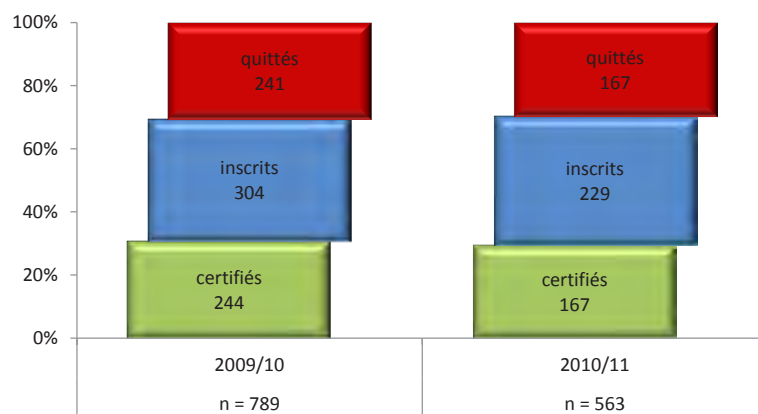 100%
80%
60%
40%
20%
0%
quittés
241
inscrits
304
certifiés
244
quittés
167
inscrits
229
certifiés
167
2009/10
2010/11
n = 789
n = 563